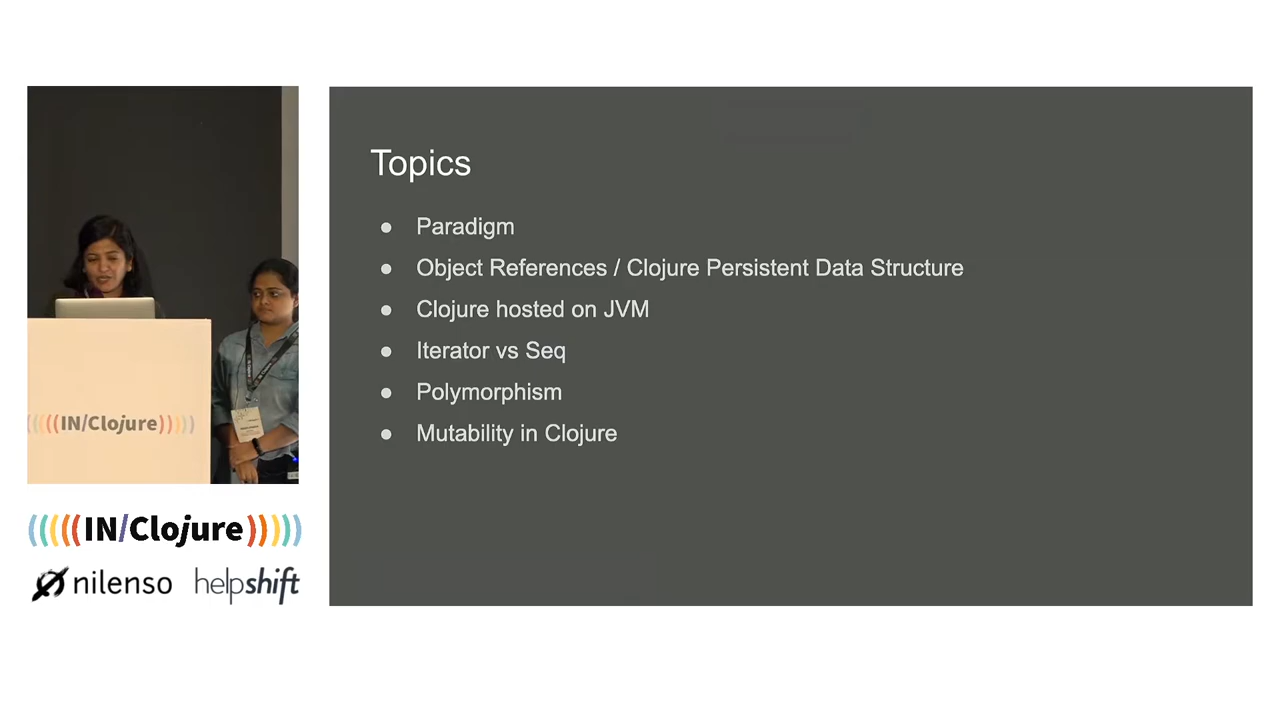 Topics
● Paradigm
● Object References / Clojure Persistent Data Structure
● Clojure hosted on JVM
● Iterator vs Seq
● Polymorphism
● Mutability in Clojure
((((IN/Clojure))))
(((((IN/Clojure)))))
nilenso helpshift